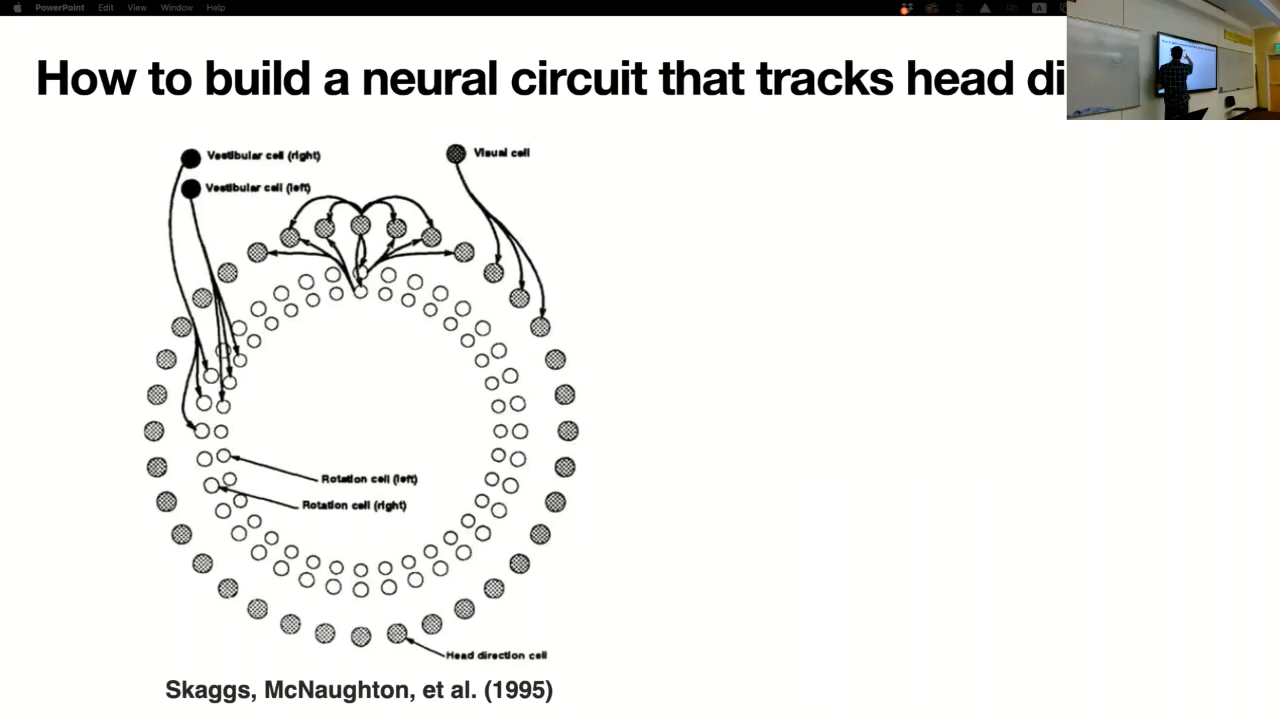 PowerPoint Edit View Window Help
A
How to build a neural circuit that tracks head di
Vestibular cell (right)
Visual cell
Vestibular cell (left)
Rotation cell (left)
Rotation cell (right)
Head direction cell
Skaggs, McNaughton, et al. (1995)